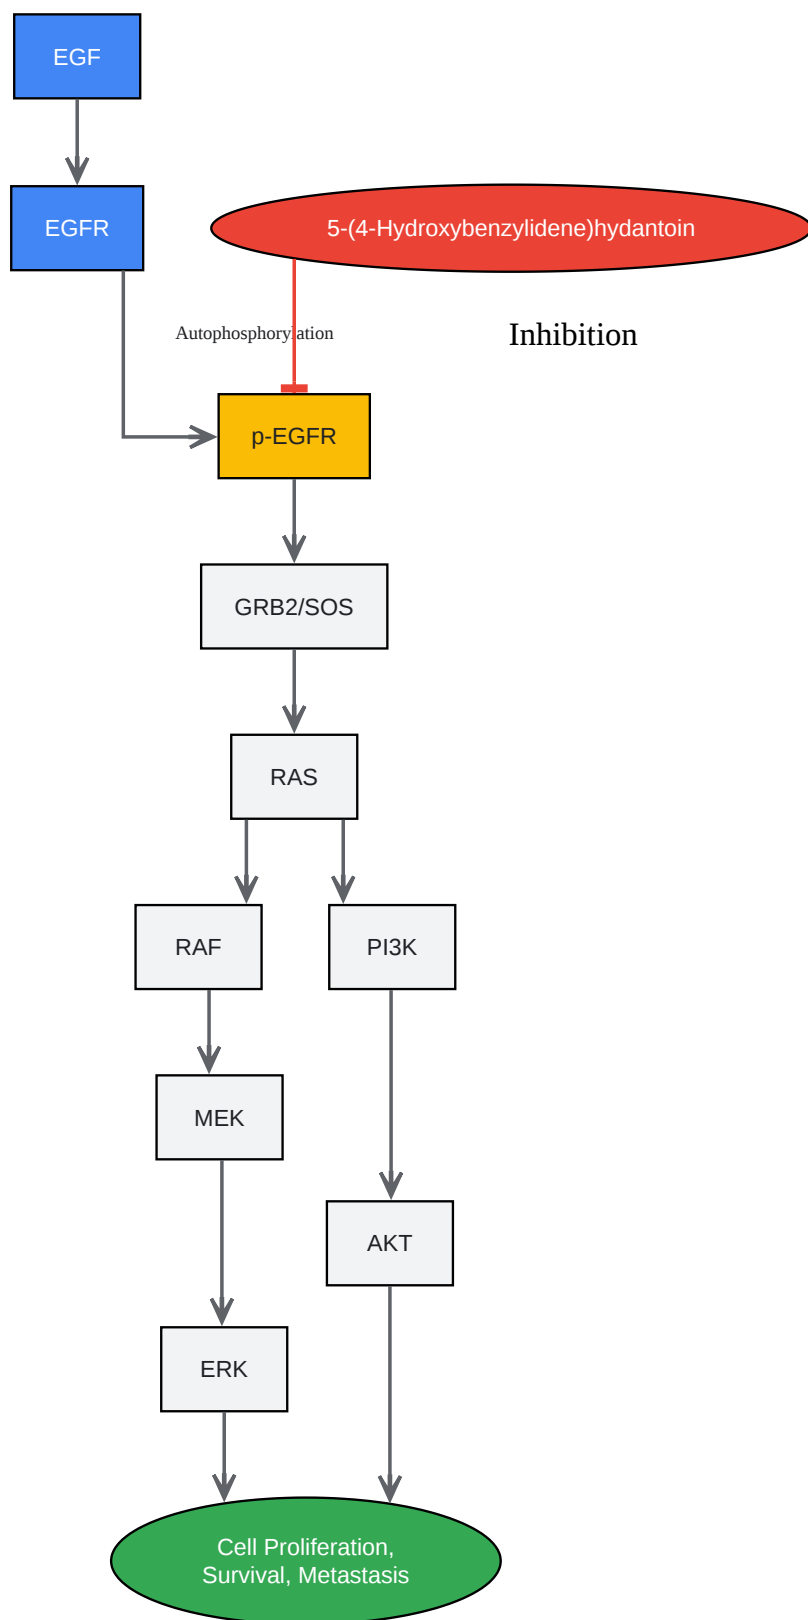 EGF
EGFR
5-(4-Hydroxybenzylidene)hydantoin
Autophosphorylation
Inhibition
p-EGFR
GRB2/SOS
RAS
RAF
PI3K
MEK
AKT
ERK
Cell Proliferation,
Survival, Metastasis